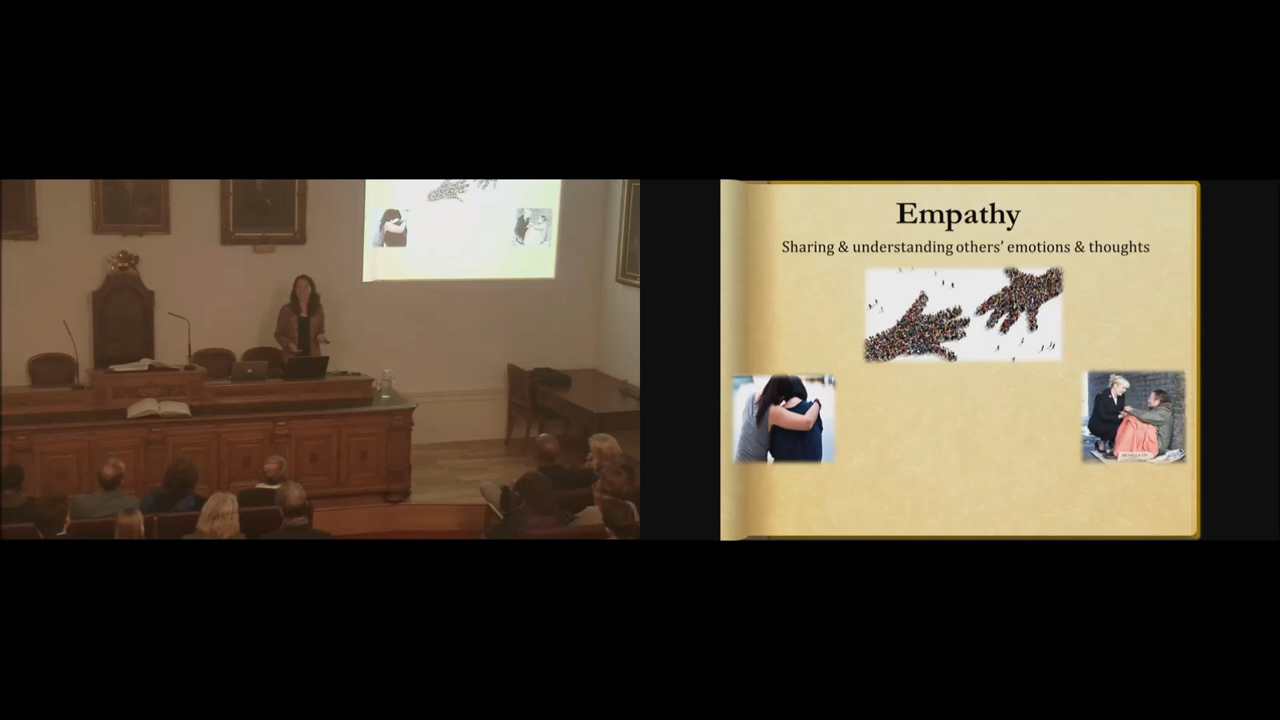 Empathy
Sharing & understanding others’ emotions & thoughts